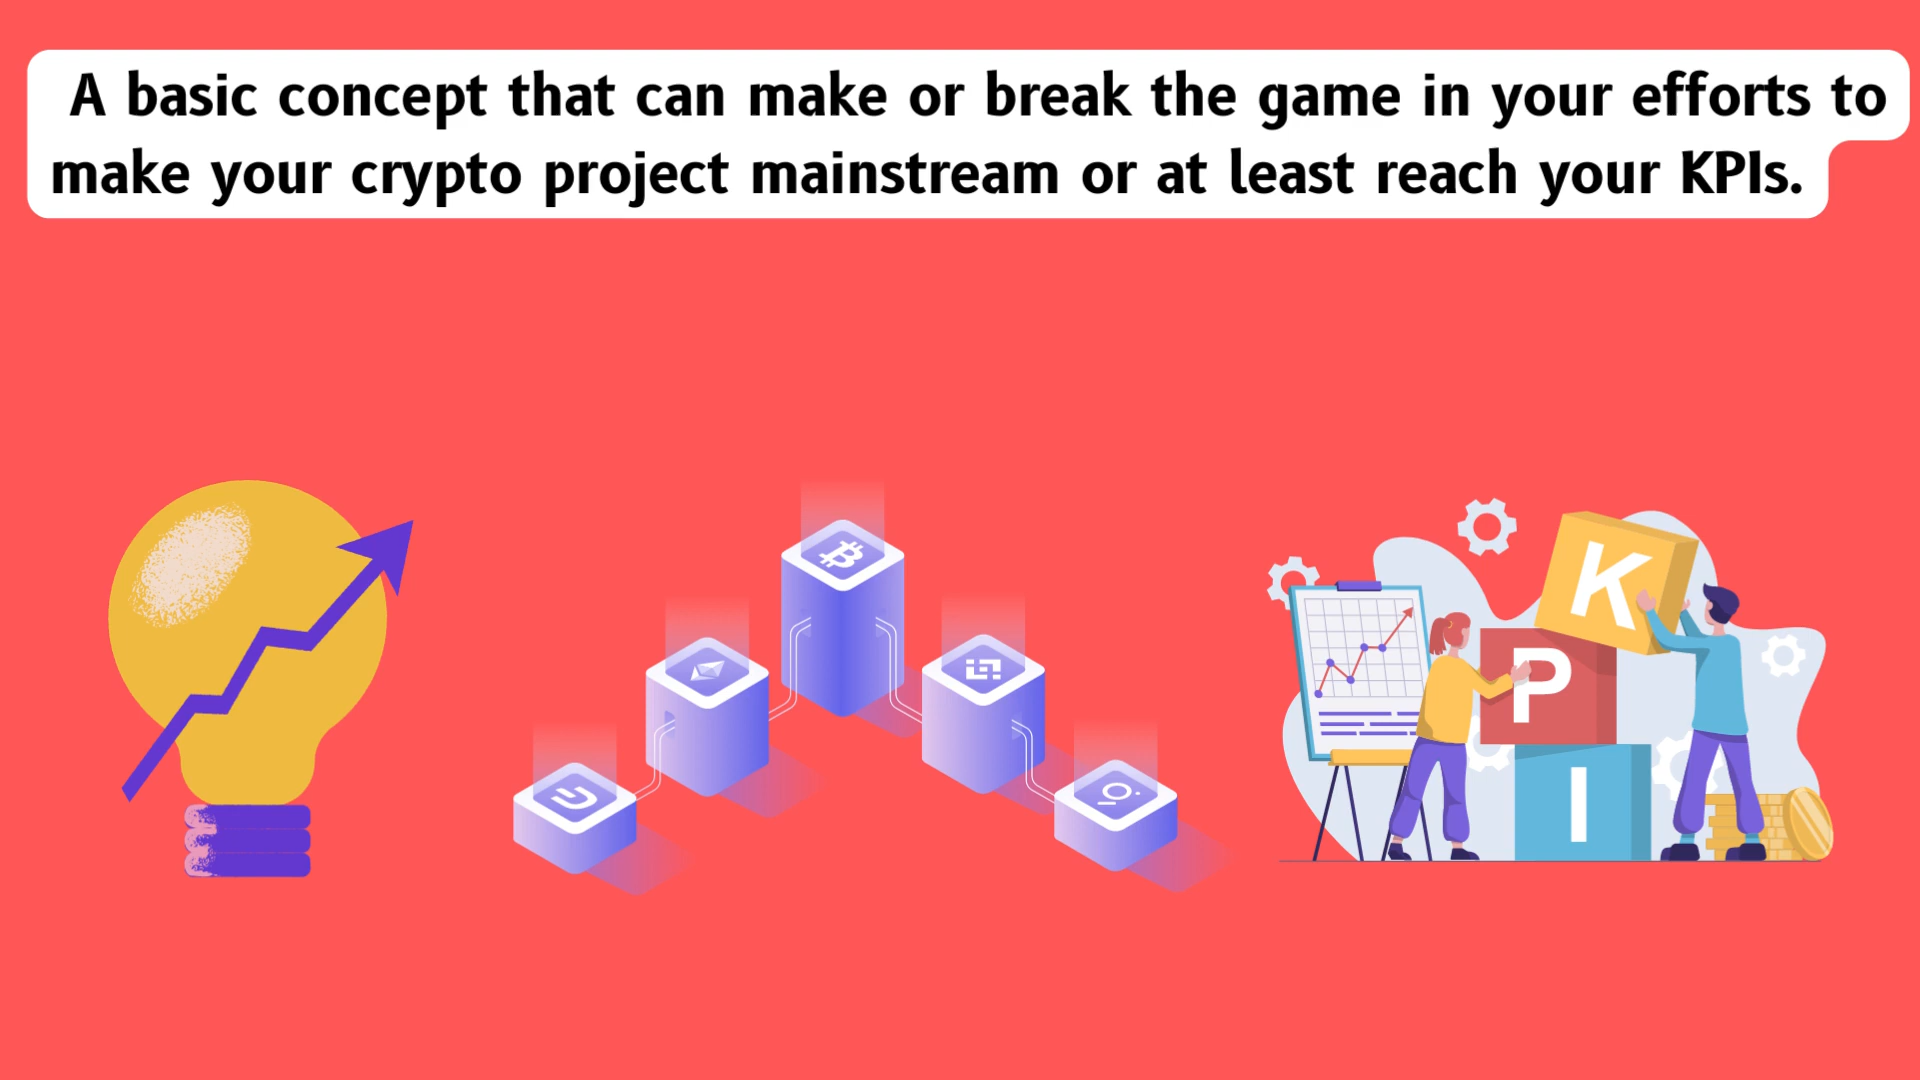 A basic concept that can make or break the game in your efforts to
make your crypto project mainstream or at least reach your KPIs.
K
P
I